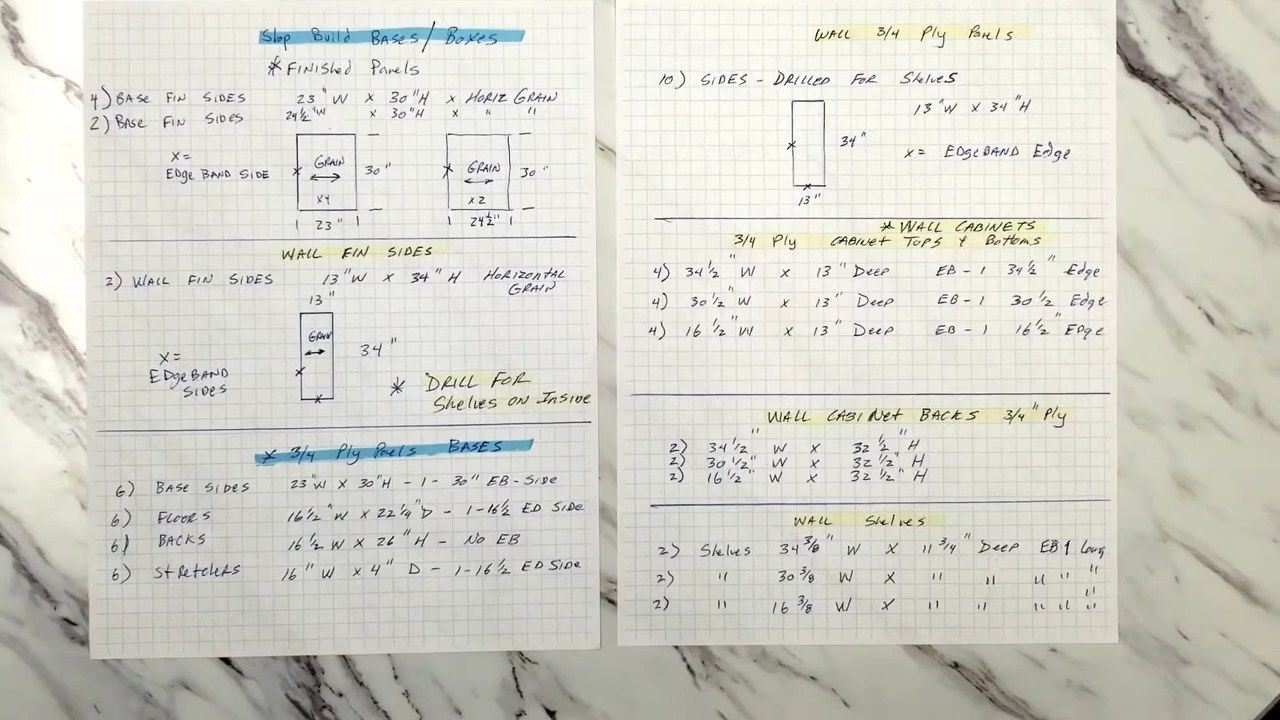 Shop Build BASES/Boxes
* FINISHED Panels
4) BASE FIN SIDES 23" W x 30" H x HORIZ GRAIN
2) BASE FIN SIDES 24 1/2" W x 30" H x " "
x =
EDGE BAND SIDE
x GRAIN x4 30"
23"
x GRAIN x2 30"
24 1/2"
WALL FIN SIDES
2) WALL FIN SIDES 13" W x 34" H HORIZONTAL
GRAIN
13"
GRAIN
34"
x =
EDGEBAND
SIDES
x
x
* DRILL FOR
Shelves ON INSIDE
* 3/4 Ply Panels BASES
6) BASE SIDES 23" W x 30" H - 1 - 30" EB-SIDE
6) FLOORS 16 1/2" W x 22 1/4" D - 1-16 1/2 ED SIDE
6) BACKS 16 1/2 W x 26" H - No EB
6) STRETCHERS 16" W x 4" D - 1-16 1/2 ED SIDE
WALL 3/4 Ply Panels
10) SIDES - DRILLED FOR Shelves
13" W x 34" H
34"
x = EDGEBAND EDge
x
x
13"
* WALL CABINETS
3/4 Ply CABINET TOPS & BOTTOMS
4) 34 1/2" W x 13" Deep EB-1 34 1/2" Edge
4) 30 1/2" W x 13" Deep EB-1 30 1/2 Edge
4) 16 1/2" W x 13" Deep EB-1 16 1/2" Edge
WALL CABINET BACKS 3/4" Ply
2) 34 1/2" W x 32 1/2" H
2) 30 1/2" W x 32 1/2" H
2) 16 1/2" W x 32 1/2" H
WALL Shelves
2) Shelves 34 3/8" W x 11 3/4" Deep EB 1 Long
2) " 30 3/8 W x " " " " "
2) " 16 3/8 W x " " " " "